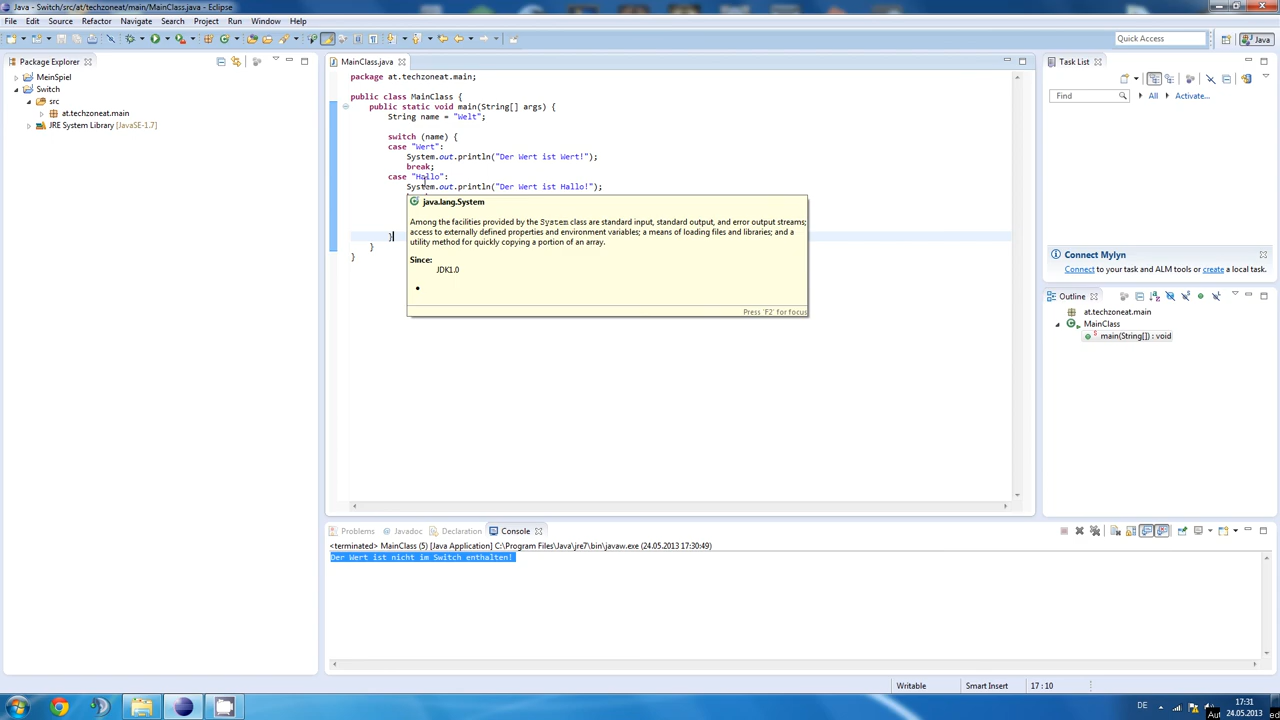 Java - Switch/src/at/techzoneat/main/MainClass.java - Eclipse
File Edit Source Refactor Navigate Search Project Run Window Help
Quick Access
Java
Package Explorer
MeinSpiel
Switch
src
at.techzoneat.main
JRE System Library [JavaSE-1.7]
MainClass.java
package at.techzoneat.main;
public class MainClass {
public static void main(String[] args) {
String name = "Welt";
switch (name) {
case "Wert":
System.out.println("Der Wert ist Wert!");
break;
case "Hallo":
System.out.println("Der Wert ist Hallo!");
}
}
}
java.lang.System
Among the facilities provided by the System class are standard input, standard output, and error output streams;
access to externally defined properties and environment variables; a means of loading files and libraries; and a
utility method for quickly copying a portion of an array.
Since:
JDK1.0
Press 'F2' for focus
Task List
Find
All
Activate...
Connect Mylyn
Connect to your task and ALM tools or create a local task.
Outline
at.techzoneat.main
MainClass
main(String[]) : void
Problems Javadoc Declaration Console
<terminated> MainClass (5) [Java Application] C:\Program Files\Java\jre7\bin\javaw.exe (24.05.2013 17:30:49)
Der Wert ist nicht im Switch enthalten!
Writable Smart Insert 17 : 10
DE
17:31
24.05.2013